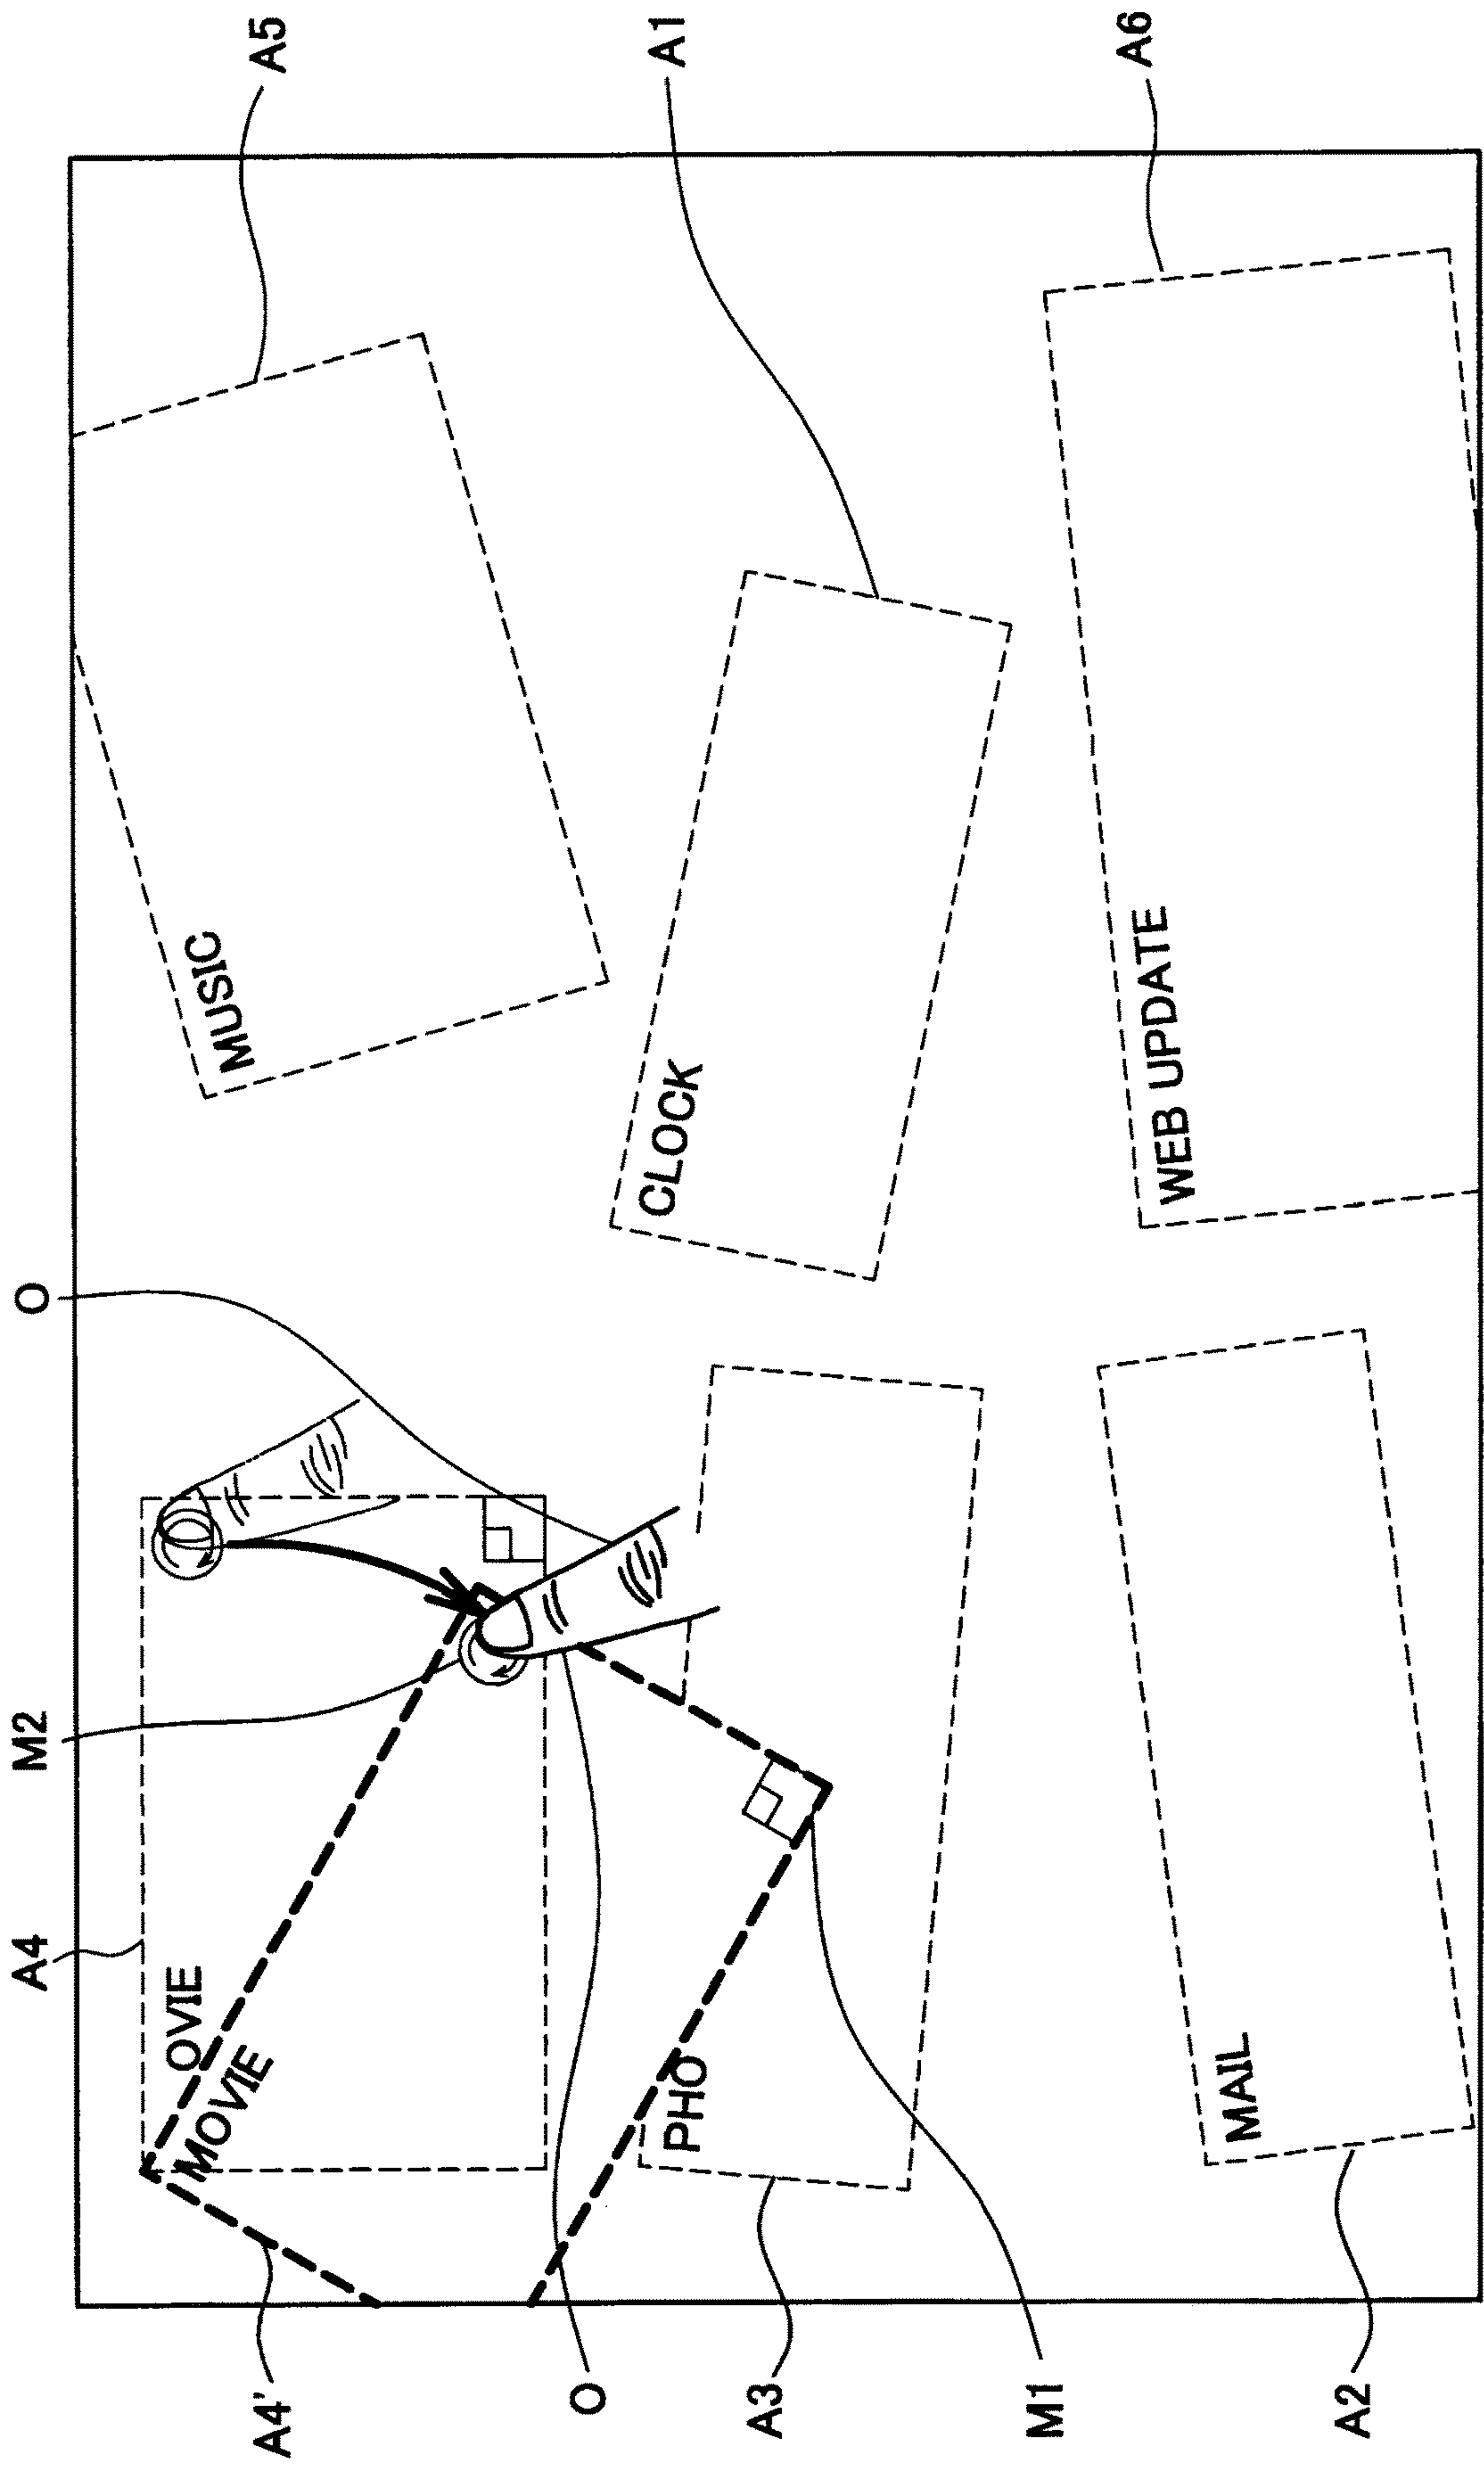 A4
M2
O
OVIE
MOVIE
MUSIC
A4'
A5
O
PHO
CLOCK
A1
A3
M1
WEB UPDATE
A6
MAIL
A2